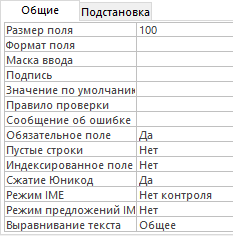 Общие Подстановка
Размер поля 100
Формат поля
Маска ввода
Подпись
Значение по умолчанию
Правило проверки
Сообщение об ошибке
Обязательное поле Да
Пустые строки Нет
Индексированное поле Нет
Сжатие Юникод Да
Режим IME Нет контроля
Режим предложений IM Нет
Выравнивание текста Общее